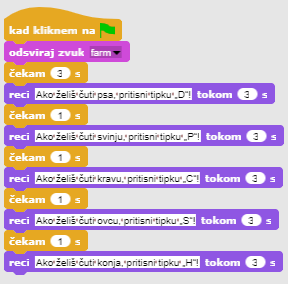 kad kliknem na
odsviraj zvuk farm
čekam 3 s
reci Ako želiš čuti psa, pritisni tipku „D"! tokom 3 s
čekam 1 s
reci Ako želiš čuti svinju, pritisni tipku „P"! tokom 3 s
čekam 1 s
reci Ako želiš čuti kravu, pritisni tipku „C"! tokom 3 s
čekam 1 s
reci Ako želiš čuti ovcu, pritisni tipku „S"! tokom 3 s
čekam 1 s
reci Ako želiš čuti konja, pritisni tipku „H"! tokom 3 s